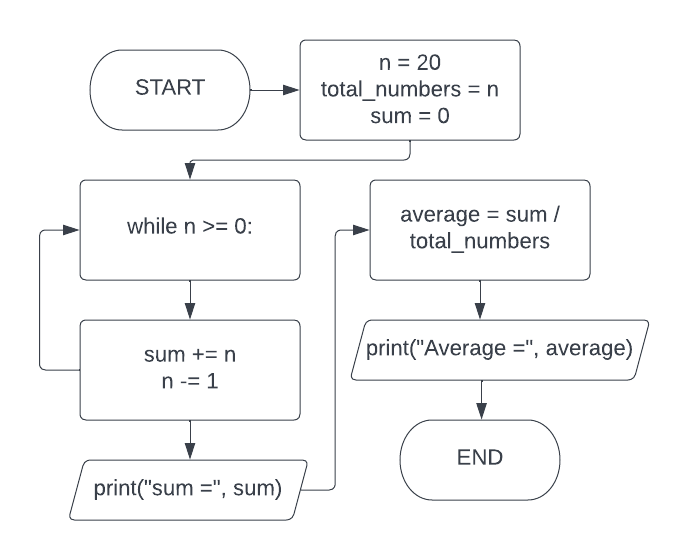 START
n = 20
total_numbers = n
sum = 0
while n >= 0:
sum += n
n -= 1
print("sum =", sum)
average = sum /
total_numbers
print("Average =", average)
END